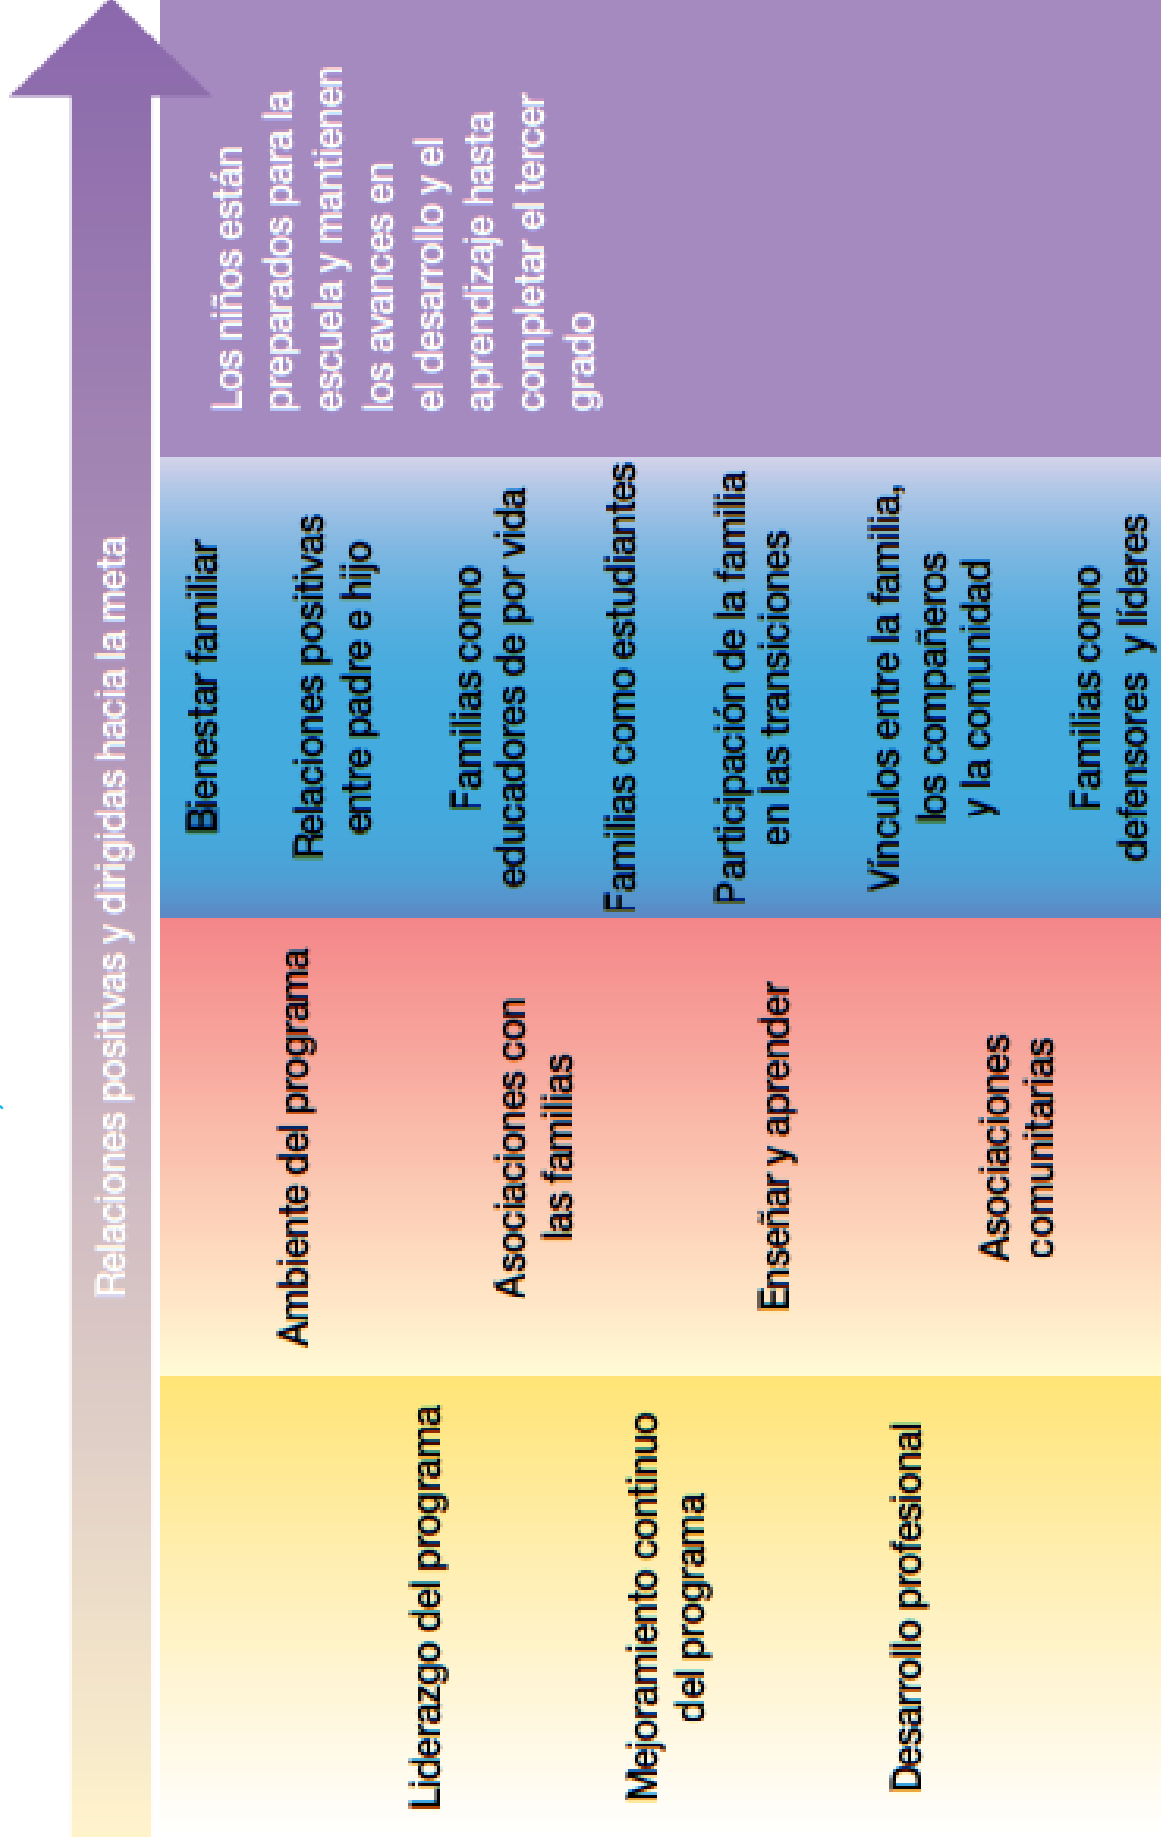 Relaciones positivas y dirigidas hacia la meta
Liderazgo del programa
Mejoramiento continuo
del programa
Desarrollo profesional
Ambiente del programa
Asociaciones con
las familias
Enseñar y aprender
Asociaciones
comunitarias
Bienestar familiar
Relaciones positivas
entre padre e hijo
Familias como
educadores de por vida
Familias como estudiantes
Participación de la familia
en las transiciones
Vínculos entre la familia,
los compañeros
y la comunidad
Familias como
defensores y líderes
Los niños están
preparados para la
escuela y mantienen
los avances en
el desarrollo y el
aprendizaje hasta
completar el tercer
grado